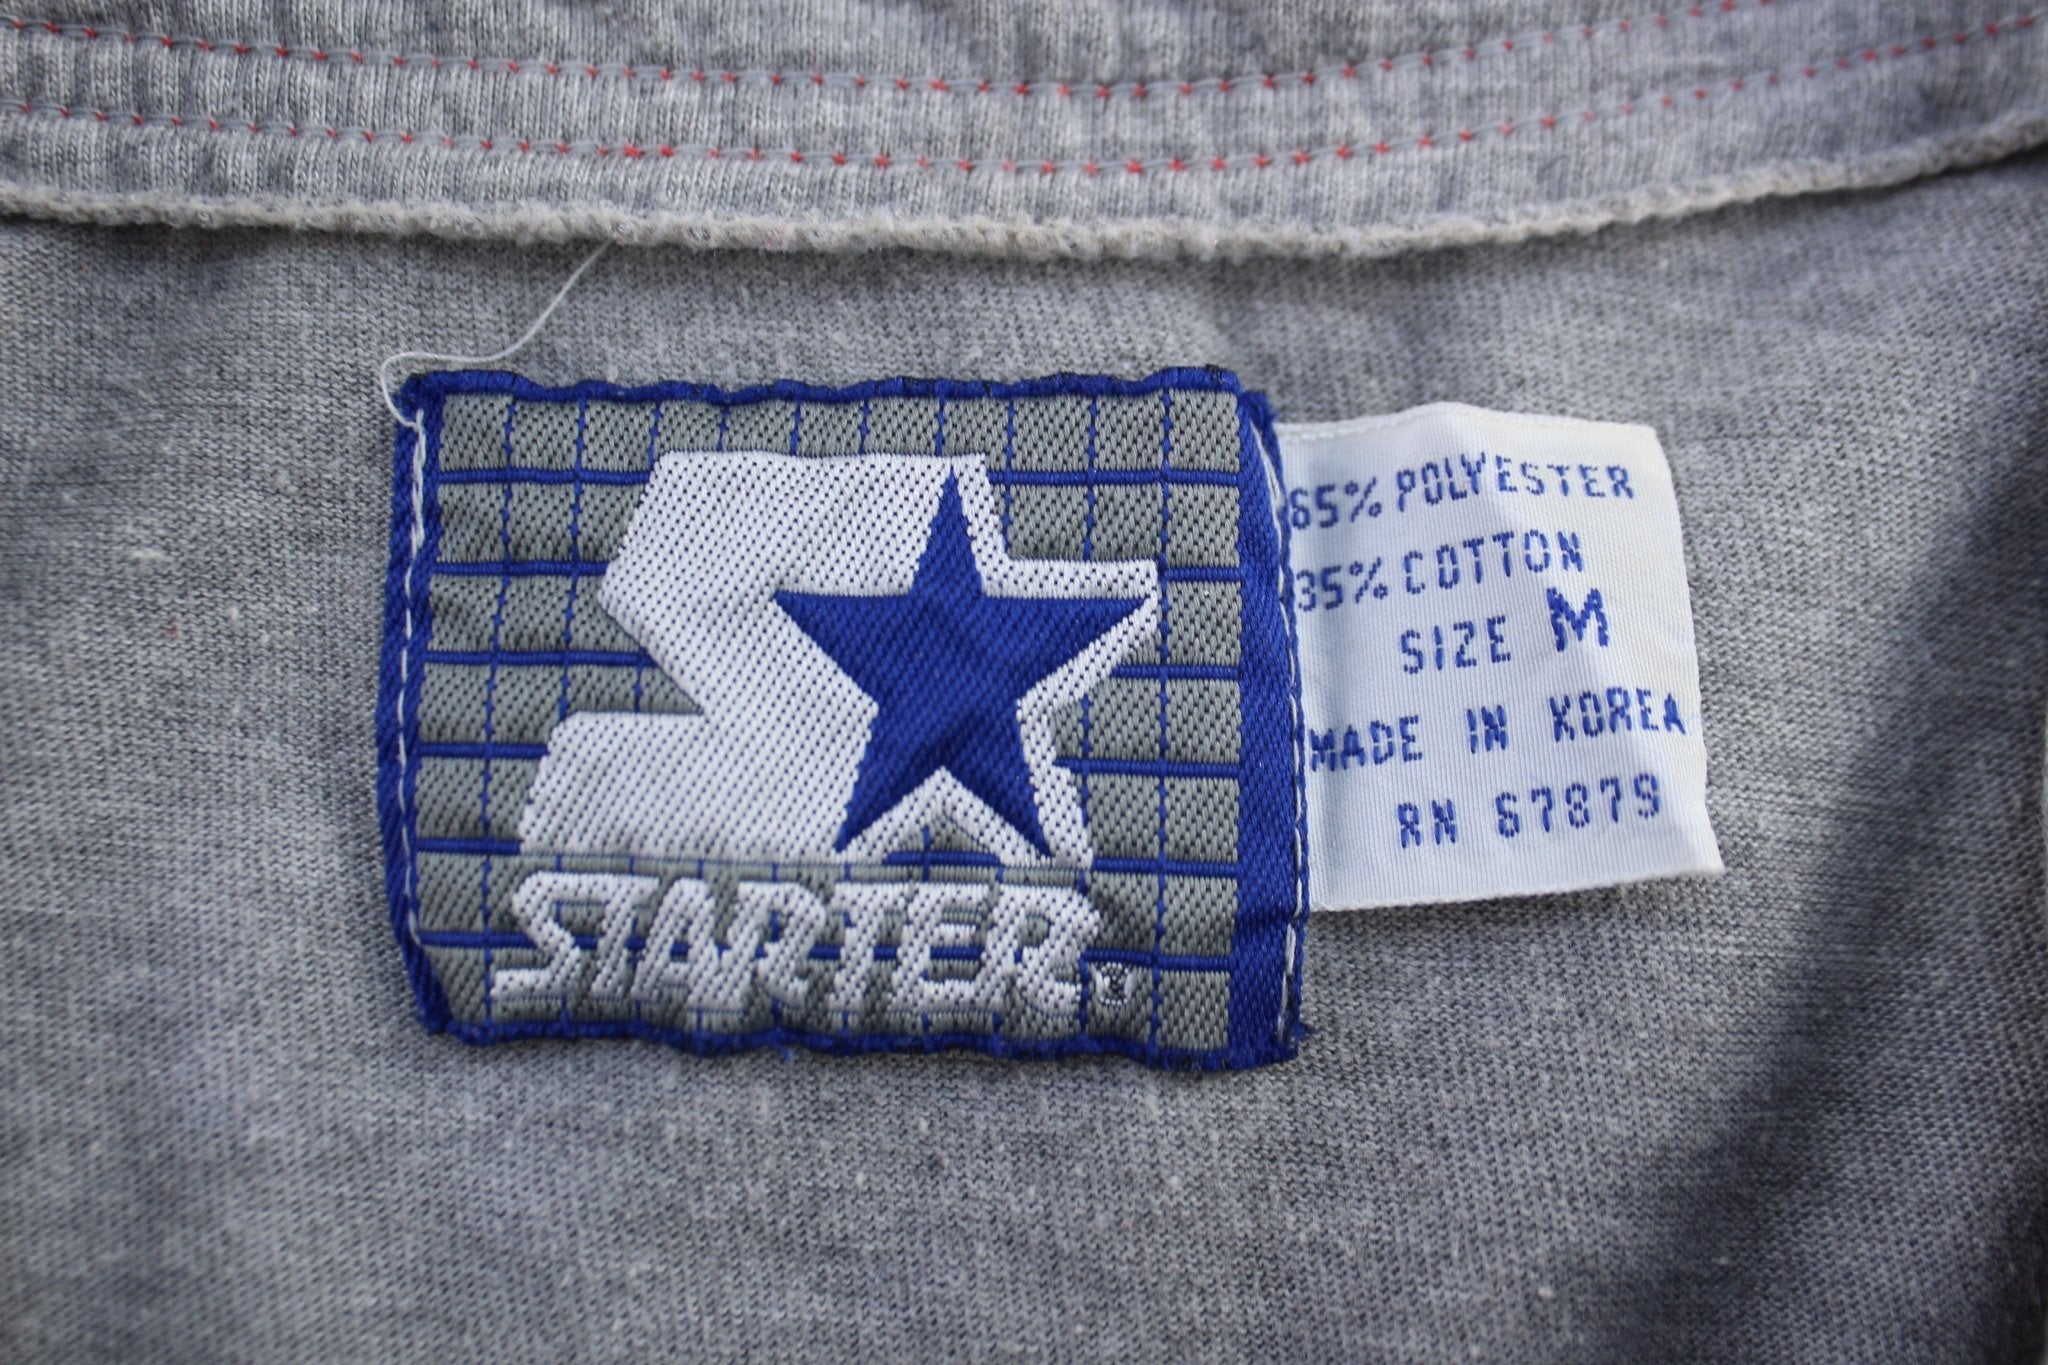 STARTER
65% POLYESTER
35% COTTON
SIZE M
MADE IN KOREA
RN 67879